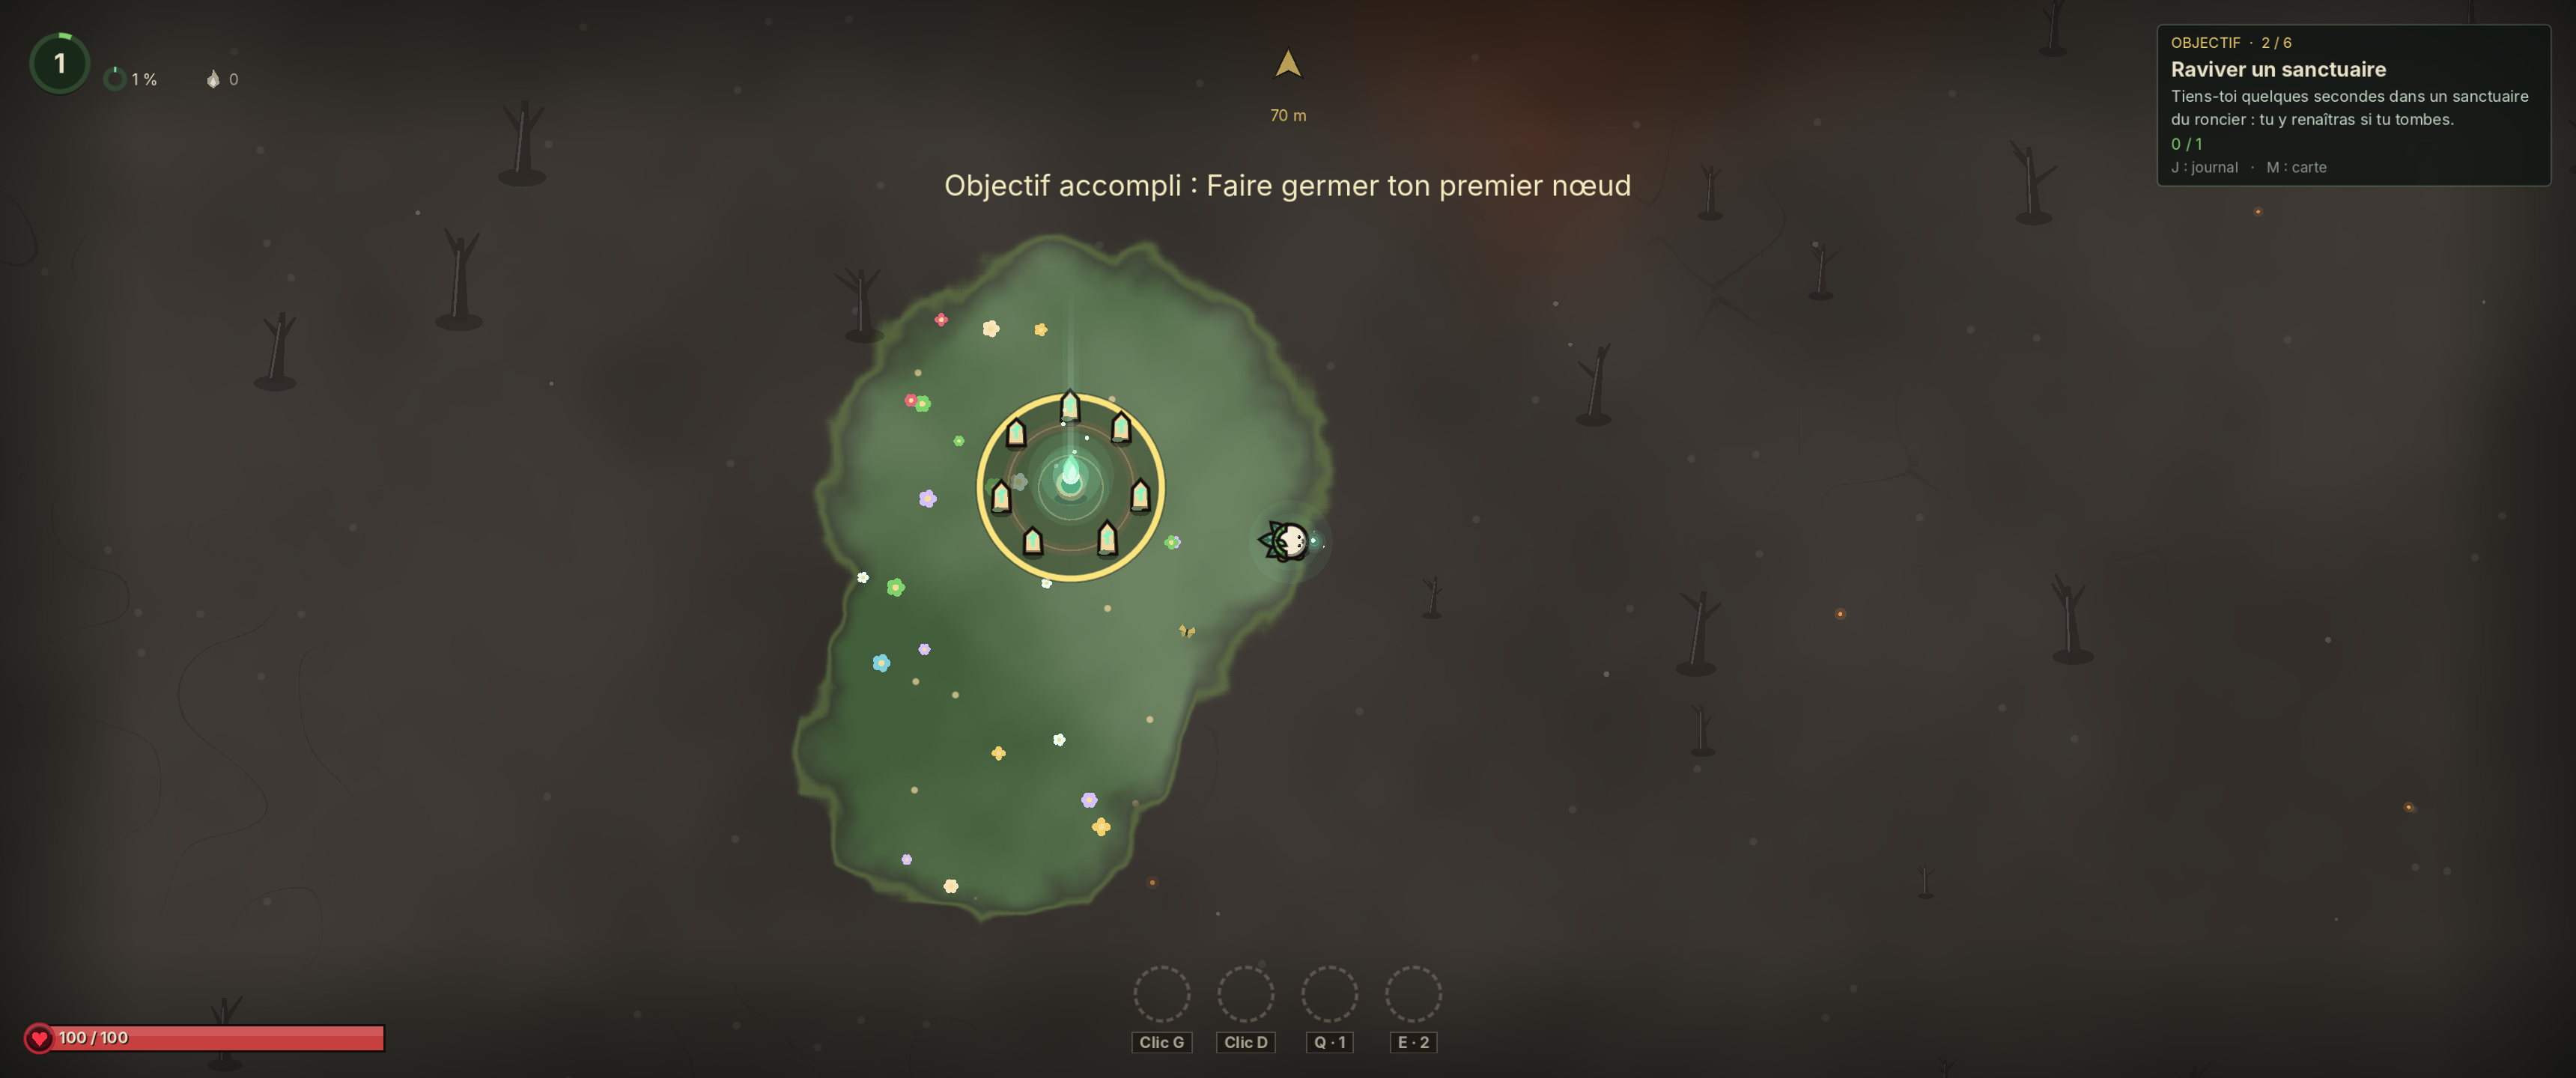 1
1 %
0
70 m
OBJECTIF · 2 / 6
Raviver un sanctuaire
Tiens-toi quelques secondes dans un sanctuaire
du roncier : tu y renaîtras si tu tombes.
0 / 1
J : journal · M : carte
Objectif accompli : Faire germer ton premier nœud
100 / 100
Clic G
Clic D
Q · 1
E · 2